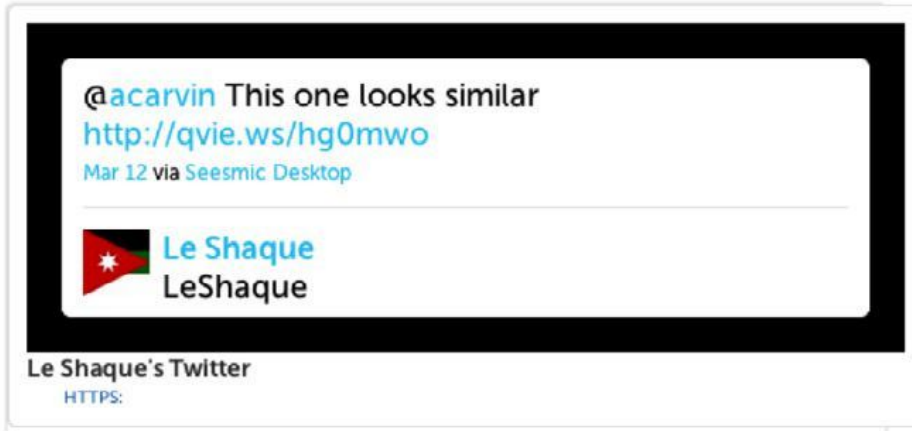 @acarvin This one looks similar
http://qvie.ws/hg0mwo
Mar 12 via Seesmic Desktop
Le Shaque
LeShaque
Le Shaque's Twitter
HTTPS: